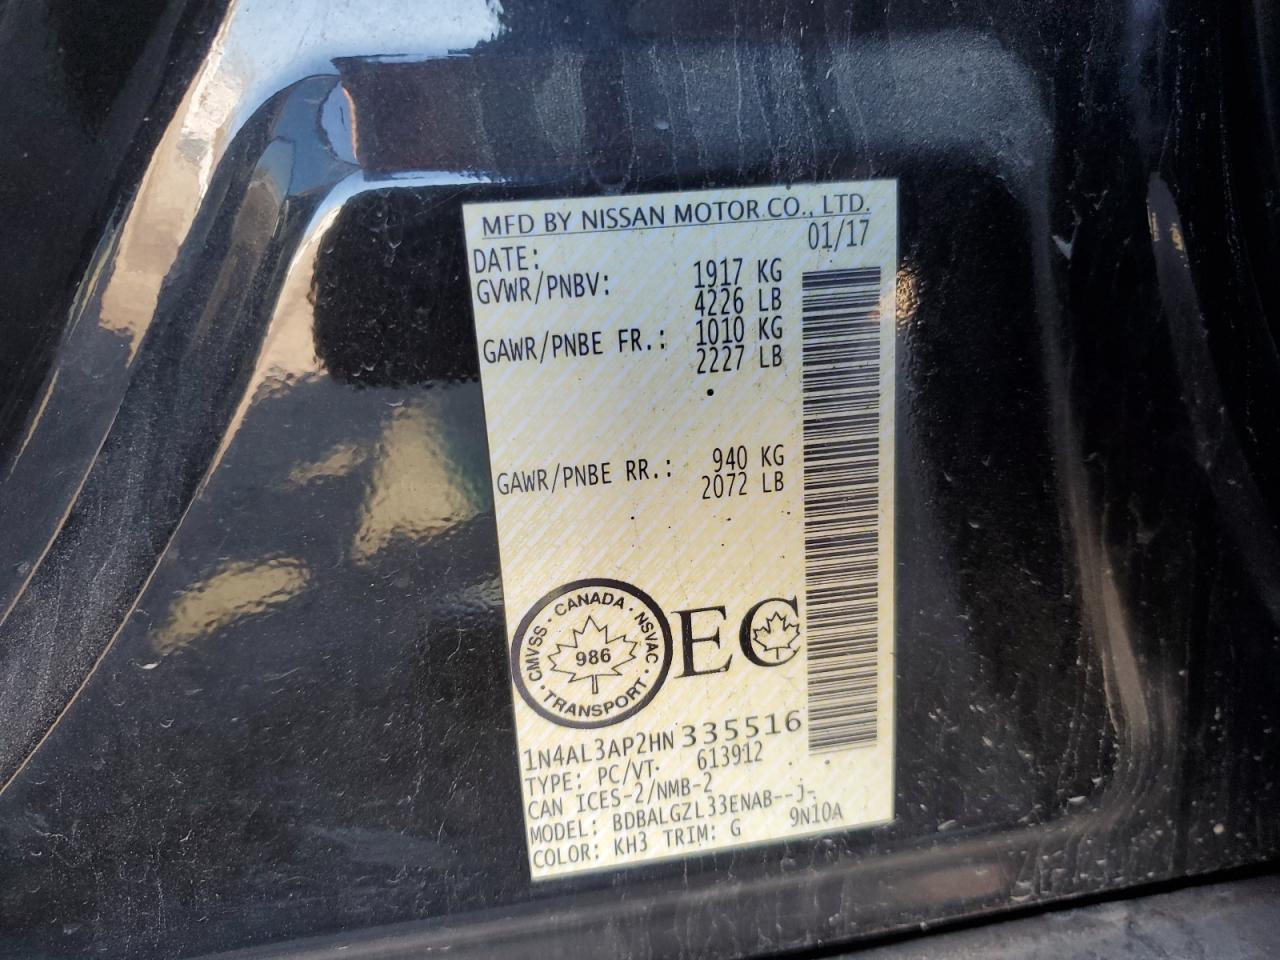 MFD BY NISSAN MOTOR CO., LTD.
DATE: 01/17
GVWR/PNBV: 1917 KG
4226 LB
GAWR/PNBE FR.: 1010 KG
2227 LB
GAWR/PNBE RR.: 940 KG
2072 LB
CANADA · NSVAC · TRANSPORT · CMVSS ·
986
EC
1N4AL3AP2HN335516
TYPE: PC/VT. 613912
CAN ICES-2/NMB-2
MODEL: BDBALGZL33ENAB--J-
COLOR: KH3 TRIM: G 9N10A